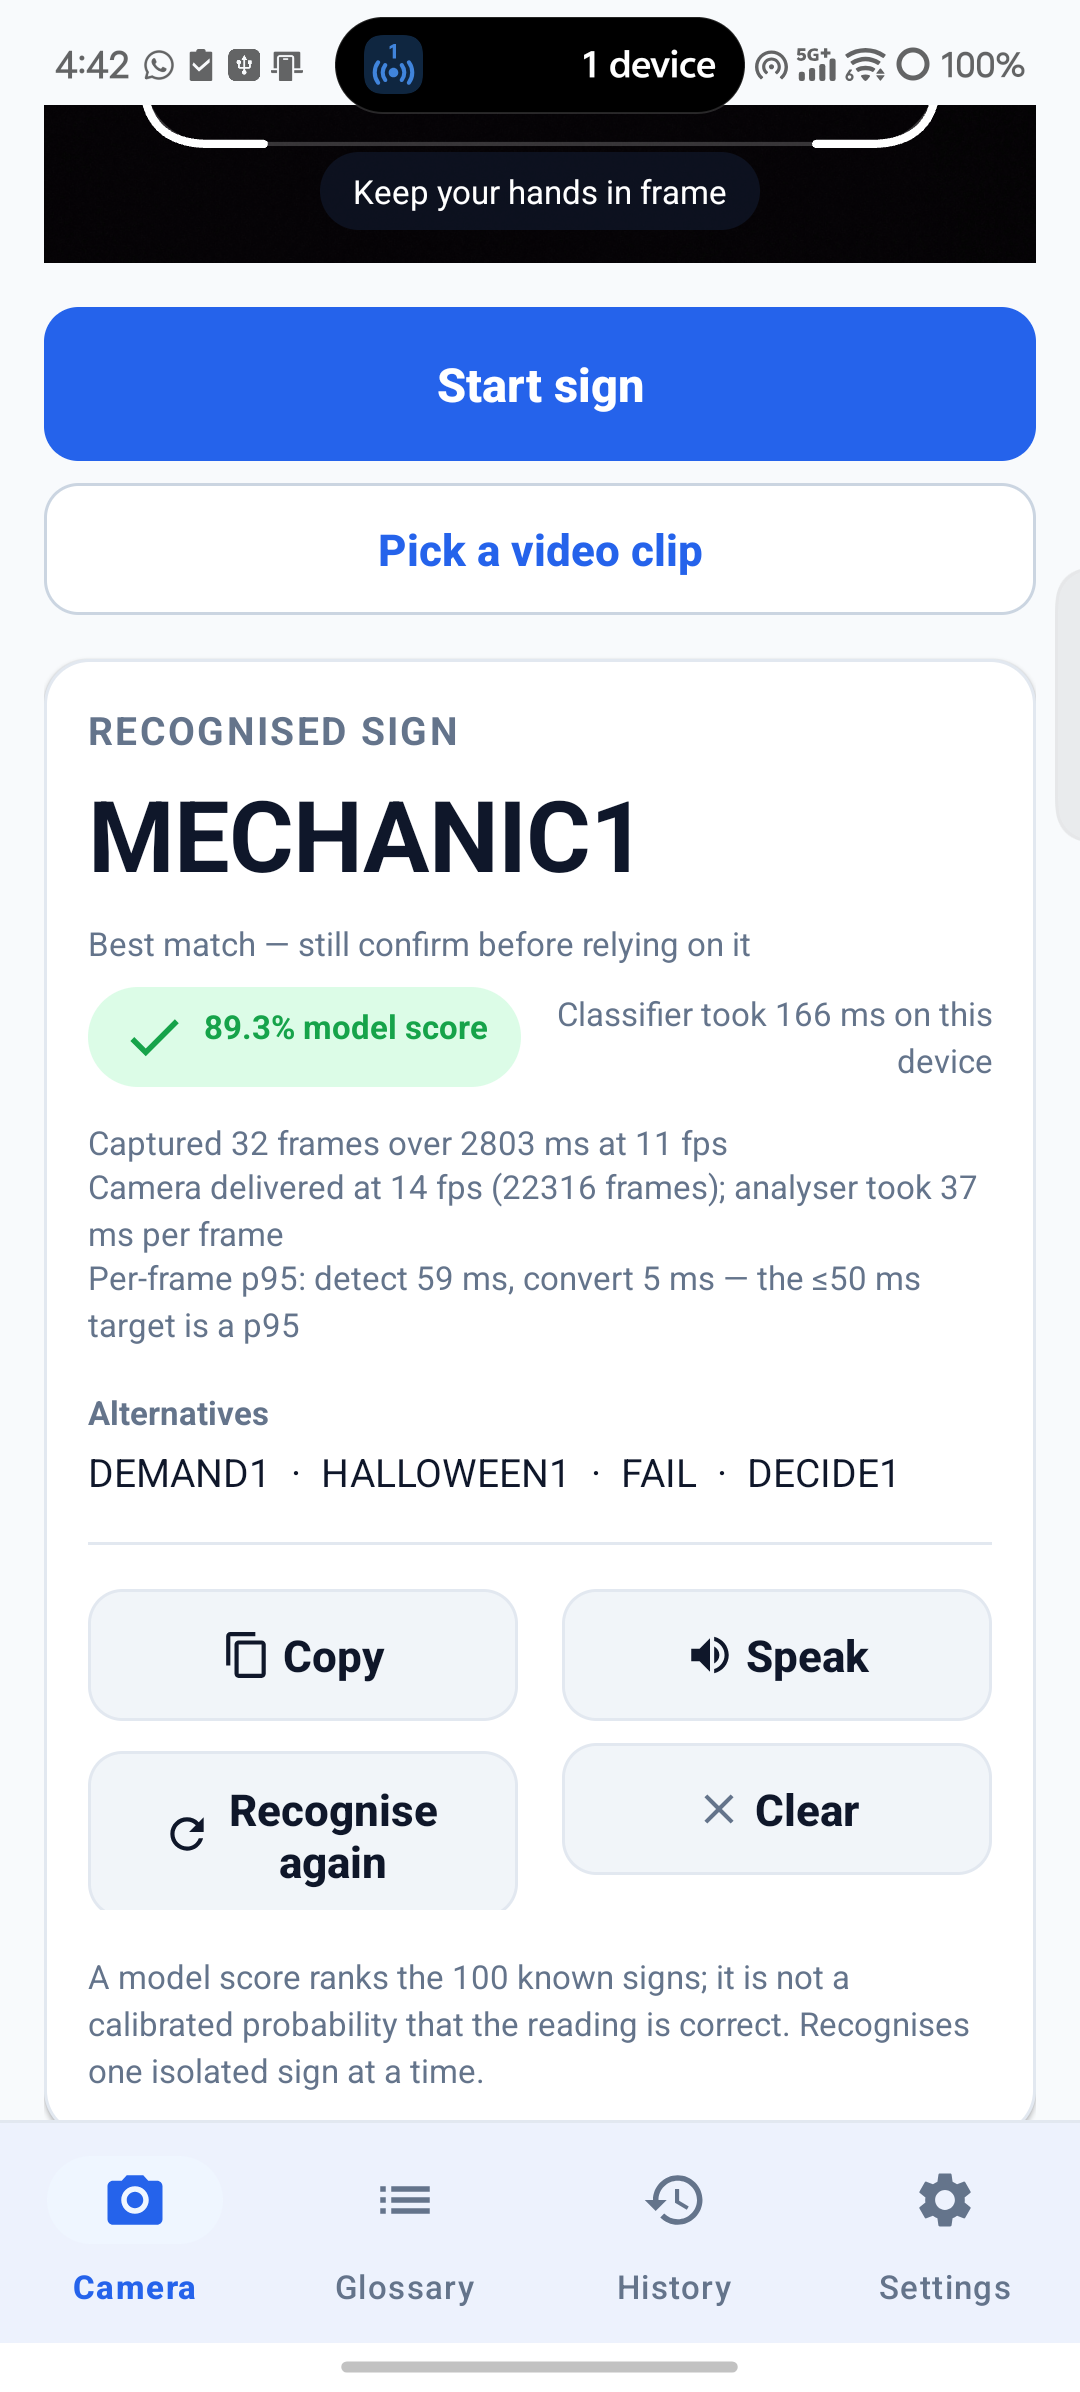 4:42
1
1 device
5G+
6
100%
Keep your hands in frame
Start sign
Pick a video clip
RECOGNISED SIGN
MECHANIC1
Best match — still confirm before relying on it
89.3% model score
Classifier took 166 ms on this
device
Captured 32 frames over 2803 ms at 11 fps
Camera delivered at 14 fps (22316 frames); analyser took 37
ms per frame
Per-frame p95: detect 59 ms, convert 5 ms — the ≤50 ms
target is a p95
Alternatives
DEMAND1 · HALLOWEEN1 · FAIL · DECIDE1
Copy
Speak
Recognise
again
Clear
A model score ranks the 100 known signs; it is not a
calibrated probability that the reading is correct. Recognises
one isolated sign at a time.
Camera
Glossary
History
Settings